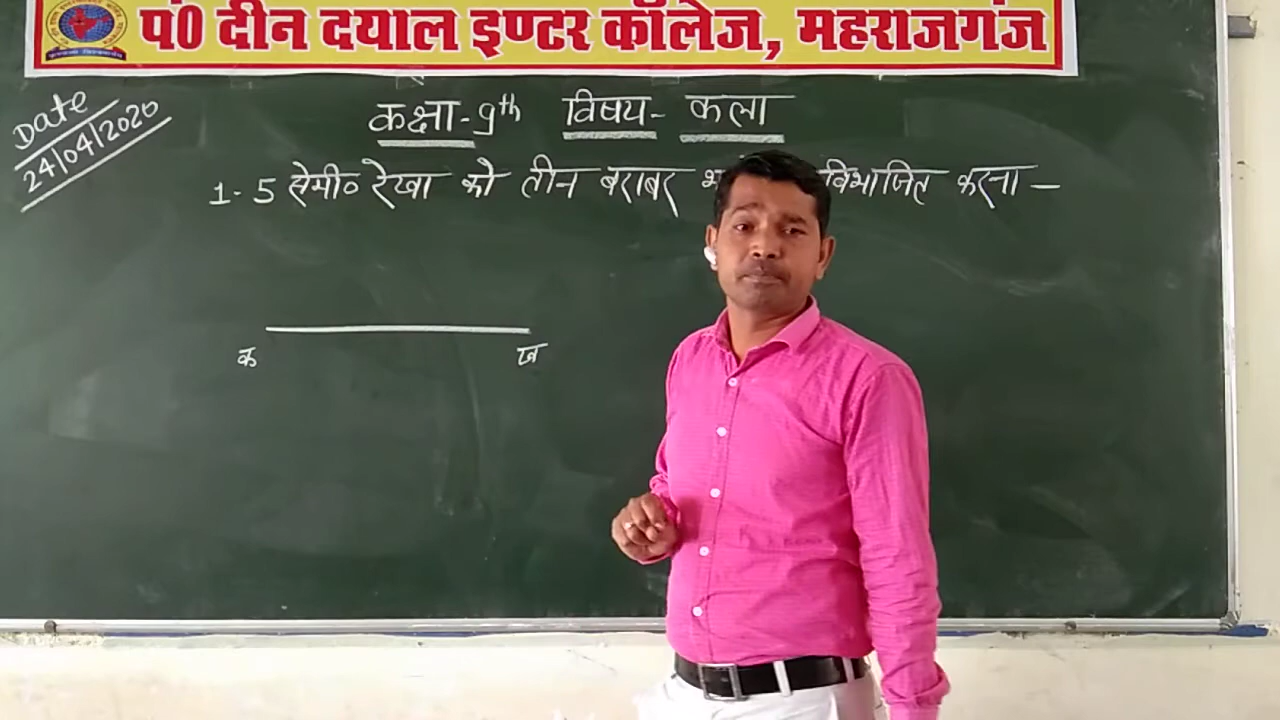 पं0 दीन दयाल इण्टर कॉलेज, महराजगंज
Date
24/04/2020
कक्षा-9th विषय- कला
1- 5 सेमी० रेखा को तीन बराबर विभाजित करना –
क ख